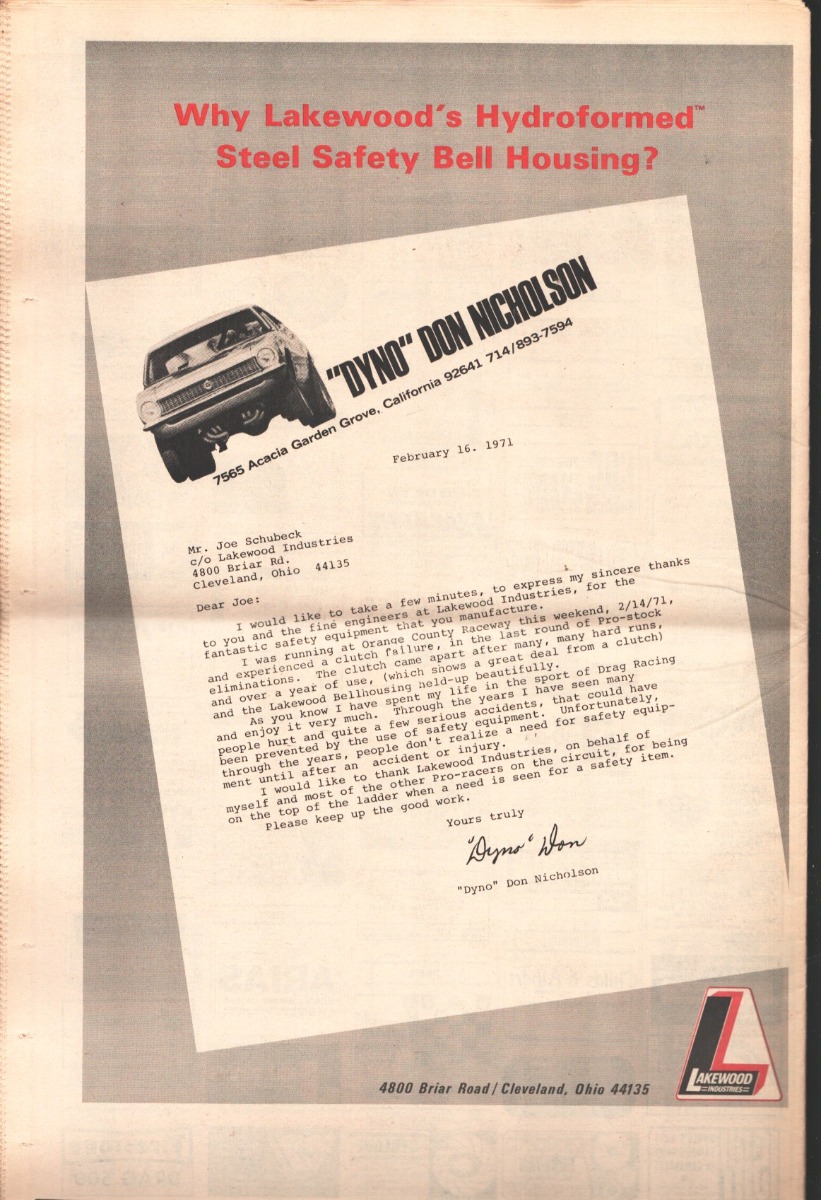 Why Lakewood's Hydroformed™
Steel Safety Bell Housing?
"DYNO" DON NICHOLSON
7565 Acacia Garden Grove, California 92641 714/893-7594
February 16. 1971
Mr. Joe Schubeck
c/o Lakewood Industries
4800 Briar Rd.
Cleveland, Ohio 44135
Dear Joe:
I would like to take a few minutes, to express my sincere thanks
to you and the fine engineers at Lakewood Industries, for the
fantastic safety equipment that you manufacture.
I was running at Orange County Raceway this weekend, 2/14/71,
and experienced a clutch failure, in the last round of Pro-stock
eliminations. The clutch came apart after many, many hard runs,
and over a year of use, (which shows a great deal from a clutch)
and the Lakewood Bellhousing held-up beautifully.
As you know I have spent my life in the sport of Drag Racing
and enjoy it very much. Through the years I have seen many
people hurt and quite a few serious accidents, that could have
been prevented by the use of safety equipment. Unfortunately,
through the years, people don't realize a need for safety equip-
ment until after an accident or injury.
I would like to thank Lakewood Industries, on behalf of
myself and most of the other Pro-racers on the circuit, for being
on the top of the ladder when a need is seen for a safety item.
Please keep up the good work.
Yours truly
"Dyno" Don
"Dyno" Don Nicholson
4800 Briar Road / Cleveland, Ohio 44135
LAKEWOOD
INDUSTRIES